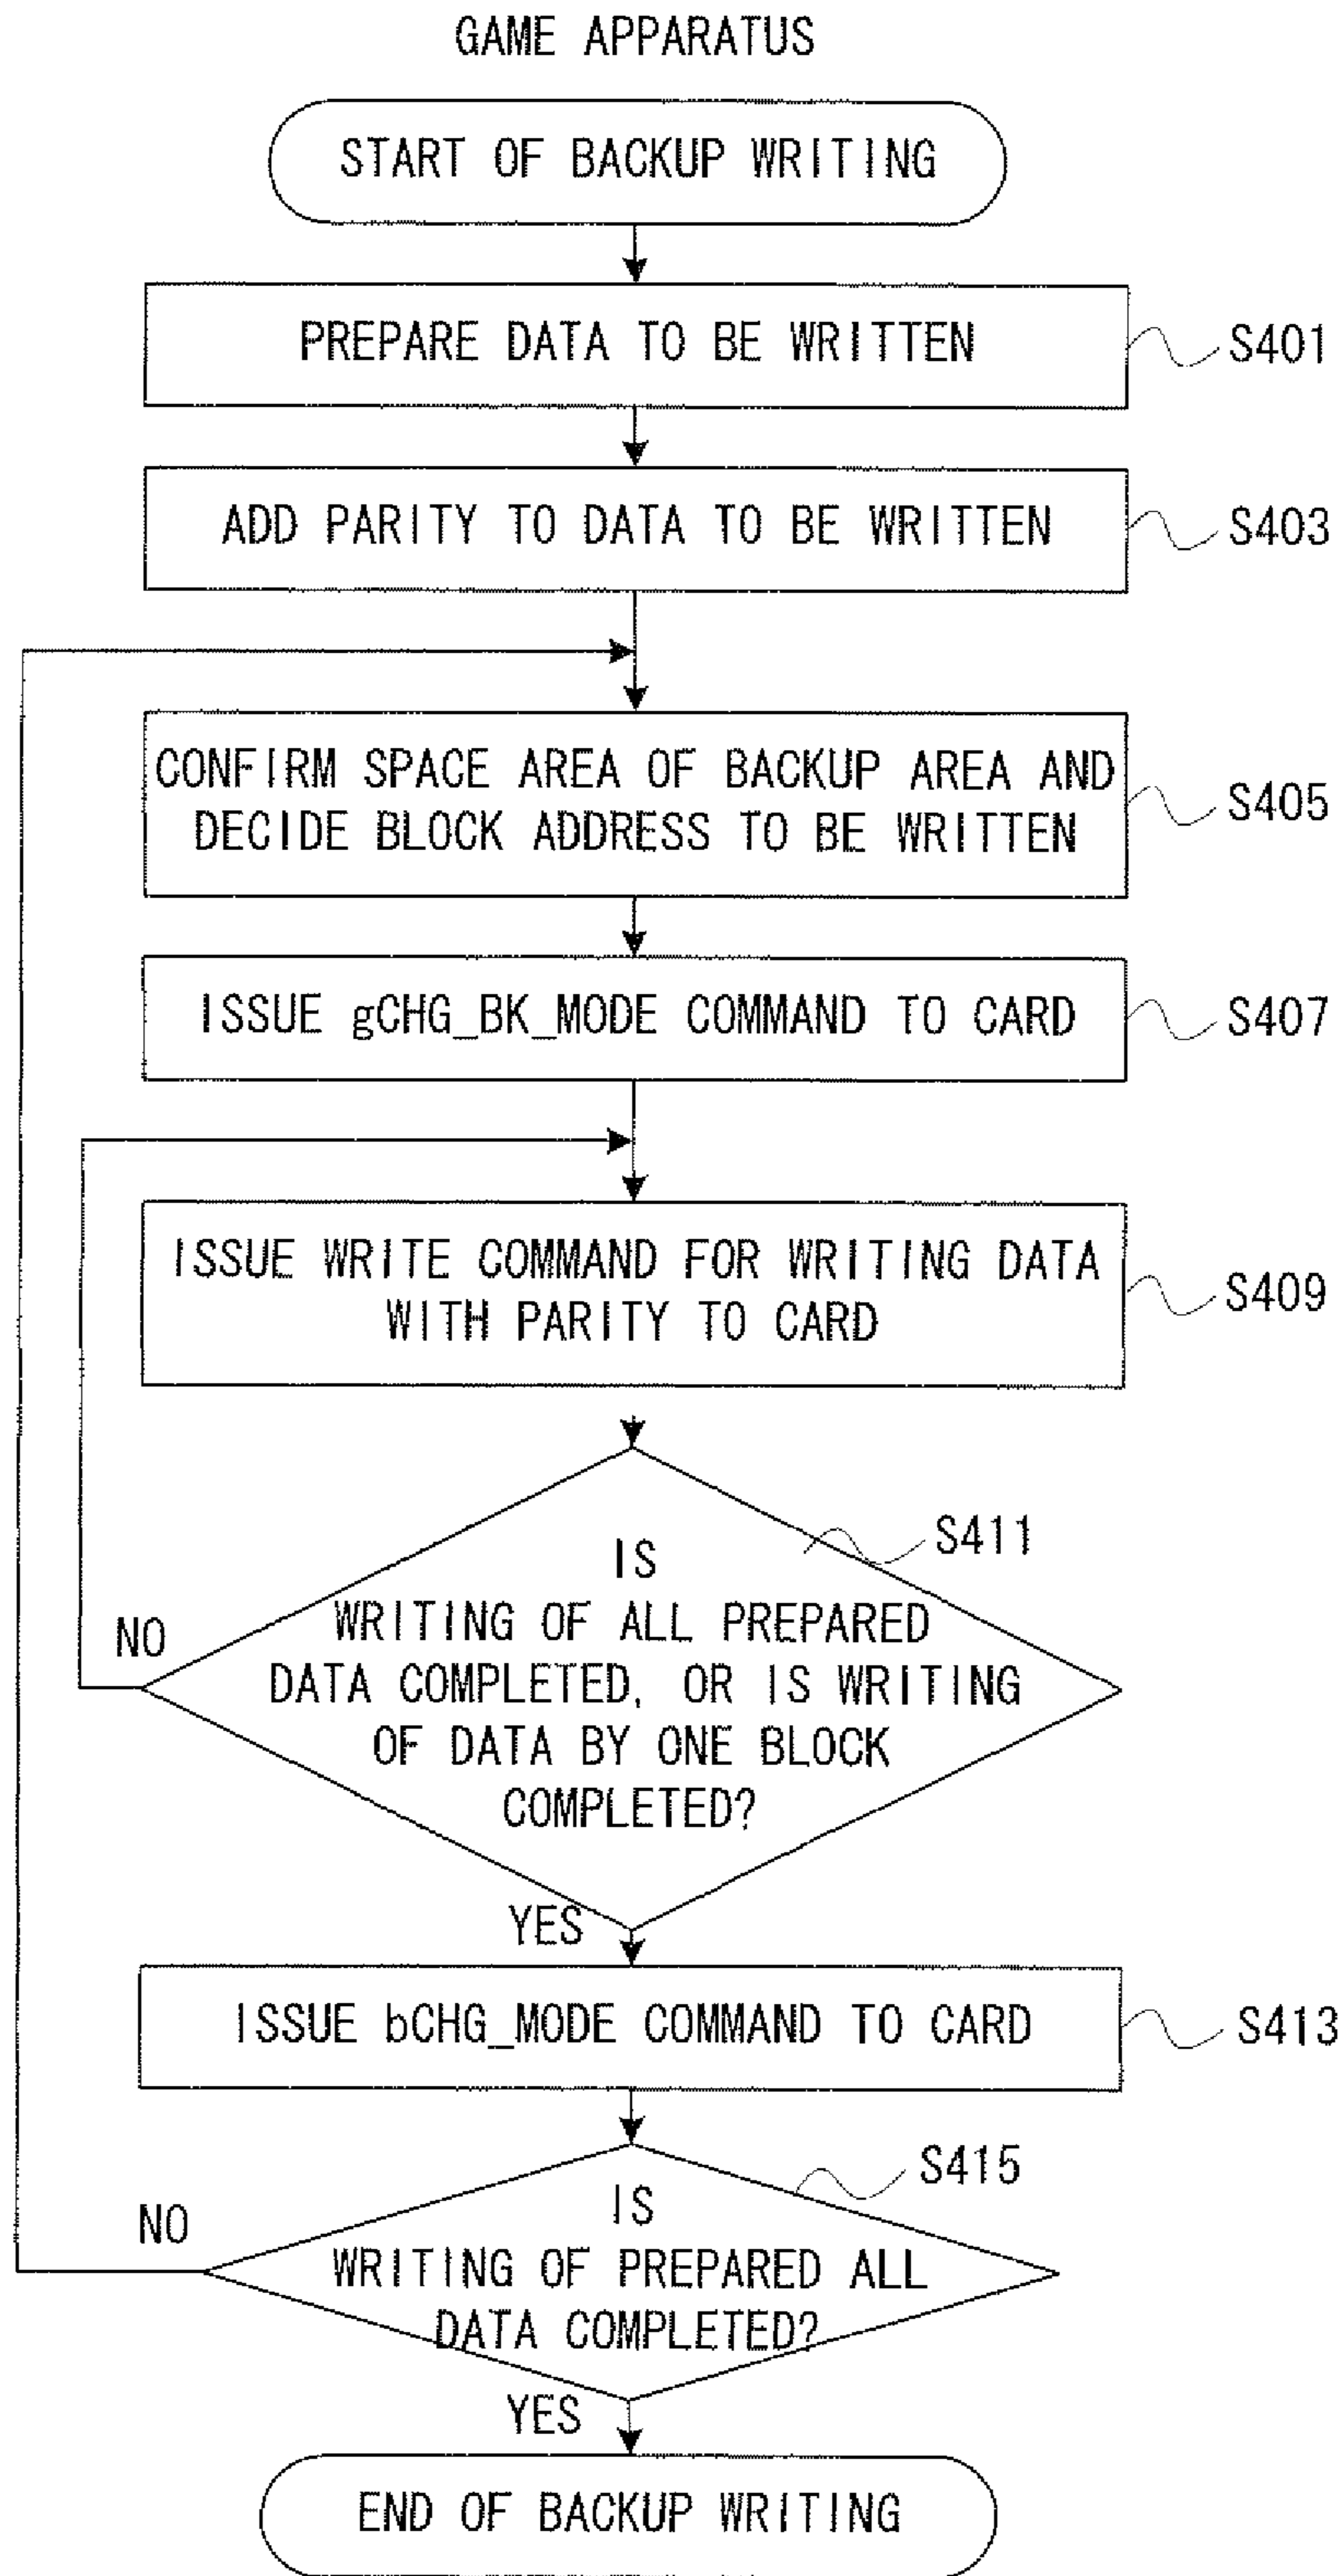 GAME APPARATUS
START OF BACKUP WRITING
PREPARE DATA TO BE WRITTEN
S401
ADD PARITY TO DATA TO BE WRITTEN
S403
CONFIRM SPACE AREA OF BACKUP AREA AND
DECIDE BLOCK ADDRESS TO BE WRITTEN
S405
ISSUE gCHG_BK_MODE COMMAND TO CARD
S407
ISSUE WRITE COMMAND FOR WRITING DATA
WITH PARITY TO CARD
S409
S411
IS
WRITING OF ALL PREPARED
DATA COMPLETED, OR IS WRITING
OF DATA BY ONE BLOCK
COMPLETED?
NO
YES
ISSUE bCHG_MODE COMMAND TO CARD
S413
S415
IS
WRITING OF PREPARED ALL
DATA COMPLETED?
NO
YES
END OF BACKUP WRITING